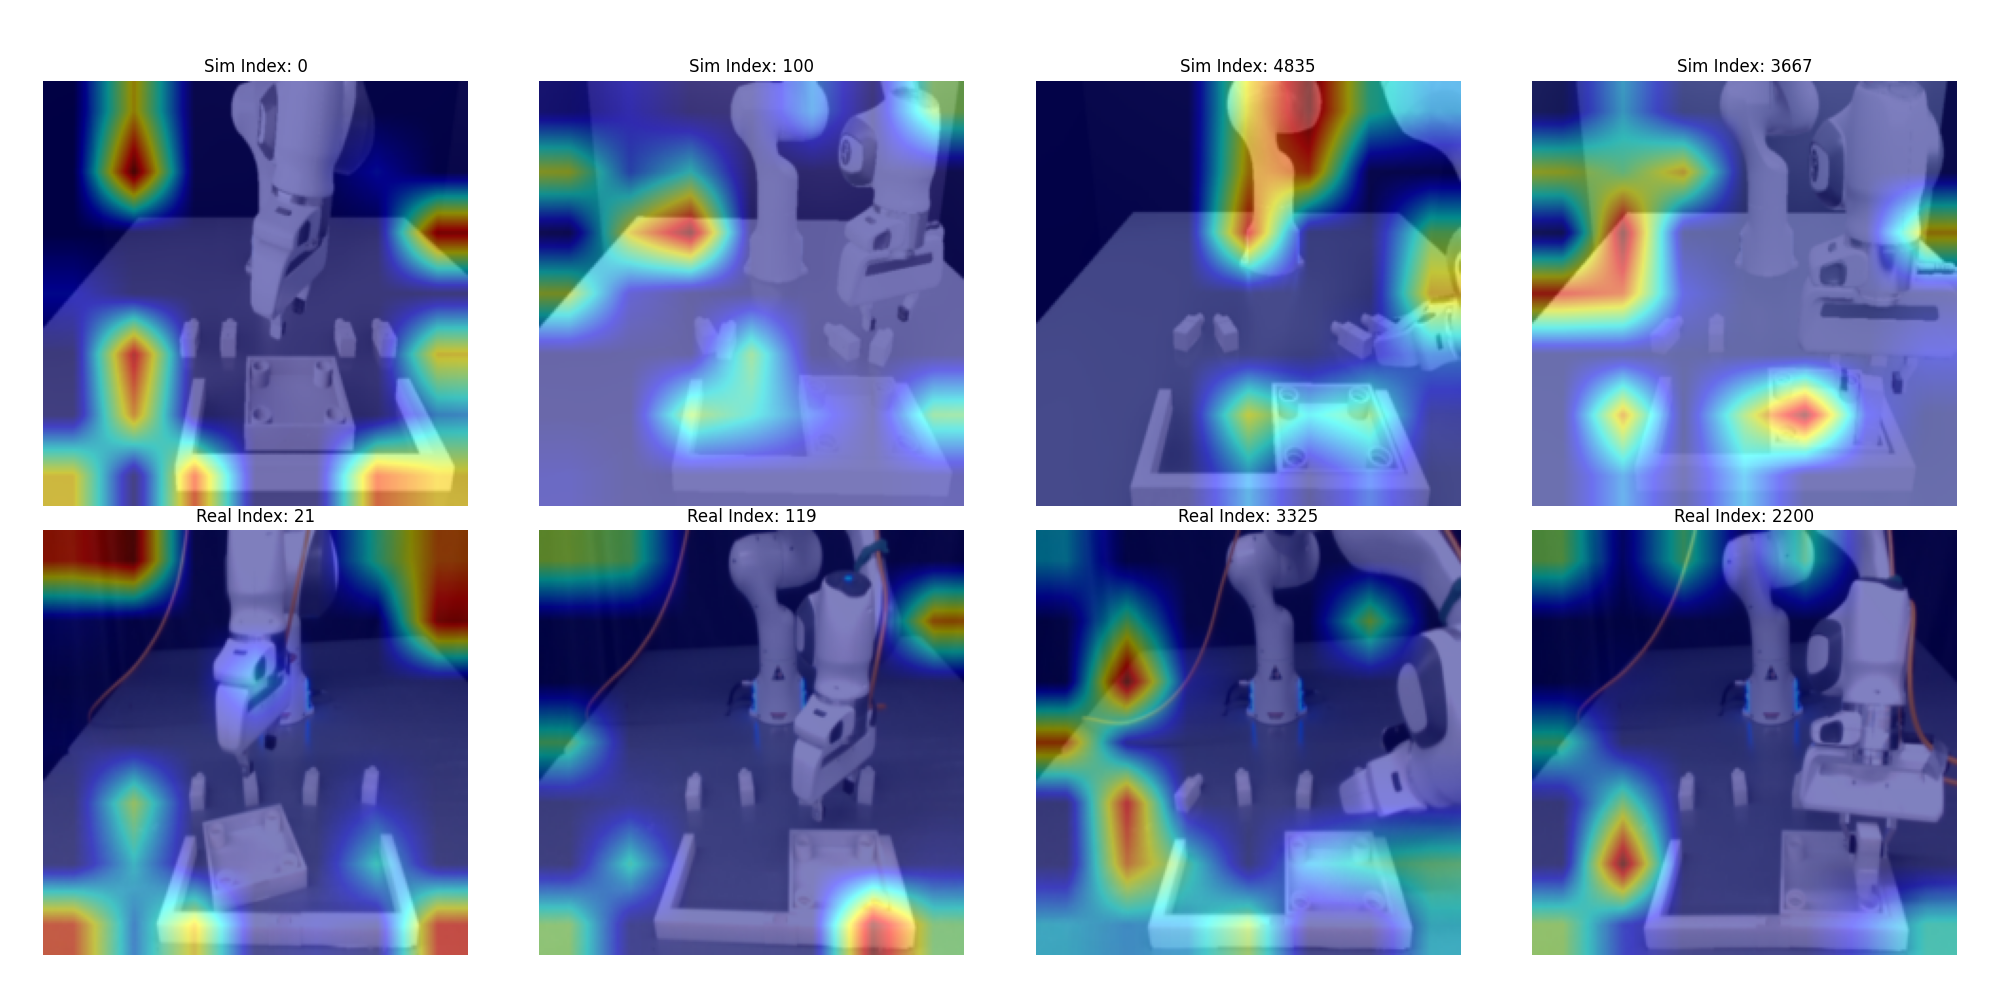 Sim Index: 0
Sim Index: 100
Sim Index: 4835
Sim Index: 3667
Real Index: 21
Real Index: 119
Real Index: 3325
Real Index: 2200